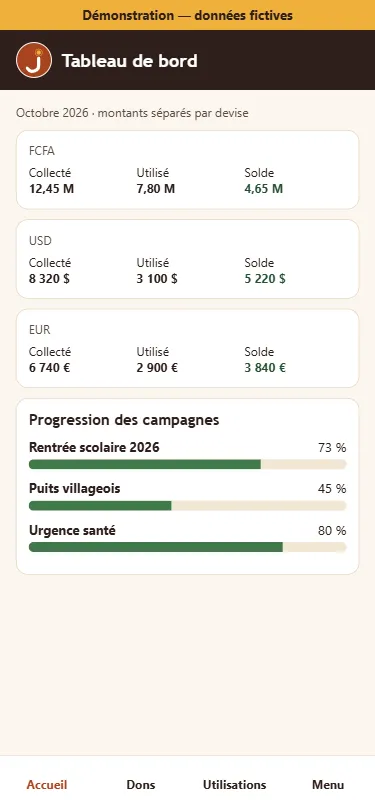 Démonstration — données fictives
Tableau de bord
Octobre 2026 · montants séparés par devise
FCFA
Collecté Utilisé Solde
12,45 M 7,80 M 4,65 M
USD
Collecté Utilisé Solde
8 320 $ 3 100 $ 5 220 $
EUR
Collecté Utilisé Solde
6 740 € 2 900 € 3 840 €
Progression des campagnes
Rentrée scolaire 2026 73 %
Puits villageois 45 %
Urgence santé 80 %
Accueil Dons Utilisations Menu